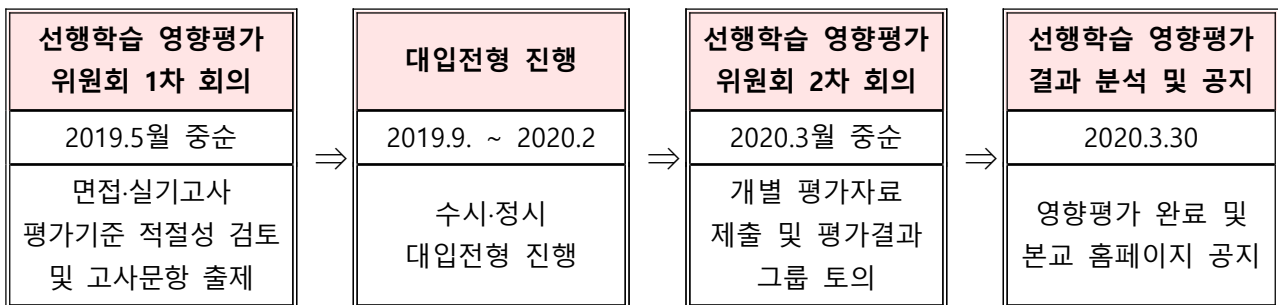 선행학습 영향평가
위원회 1차 회의
2019.5월 중순
면접·실기고사
평가기준 적절성 검토
및 고사문항 출제
⇒
대입전형 진행
2019.9. ~ 2020.2
수시·정시
대입전형 진행
⇒
선행학습 영향평가
위원회 2차 회의
2020.3월 중순
개별 평가자료
제출 및 평가결과
그룹 토의
⇒
선행학습 영향평가
결과 분석 및 공지
2020.3.30
영향평가 완료 및
본교 홈페이지 공지